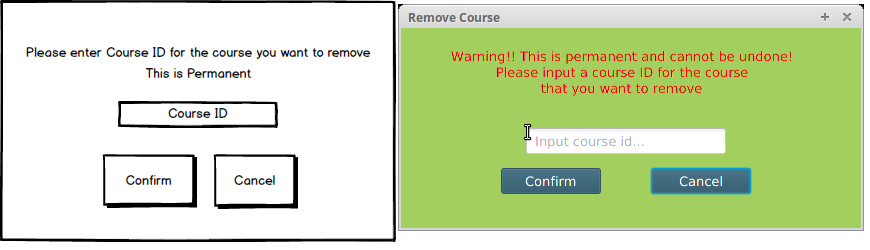 Please enter Course ID for the course you want to remove
This is Permanent
Course ID
Confirm
Cancel
Remove Course
Warning!! This is permanent and cannot be undone!
Please input a course ID for the course
that you want to remove
Input course id...
Confirm
Cancel